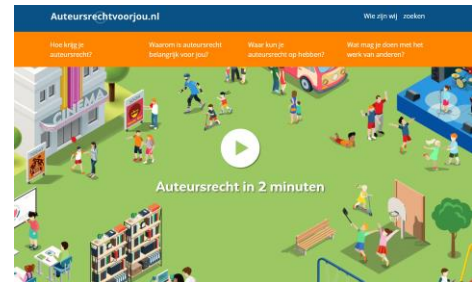 Auteursrechtvoorjou.nl
Wie zijn wij zoeken
Hoe krijg je
auteursrecht?
Waarom is auteursrecht
belangrijk voor jou?
Waar kun je
auteursrecht op hebben?
Wat mag je doen met het
werk van anderen?
CINEMA
Auteursrecht in 2 minuten